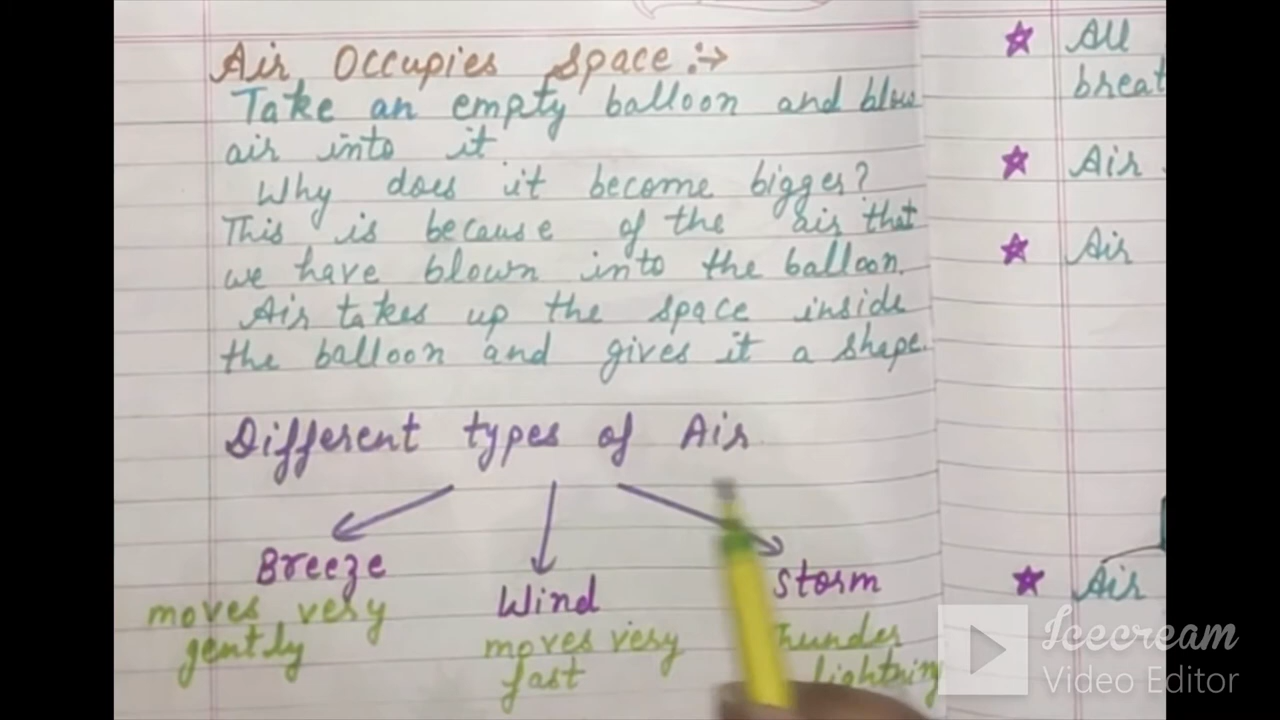 Air Occupies Space :→
Take an empty balloon and blow
air into it
Why does it become bigger?
This is because of the air that
we have blown into the balloon.
Air takes up the space inside
the balloon and gives it a shape.
Different types of Air
Breeze
moves very
gently
Wind
moves very
fast
Storm
Thunder
lightning
All
breat
Air
Air
Air
Icecream
Video Editor